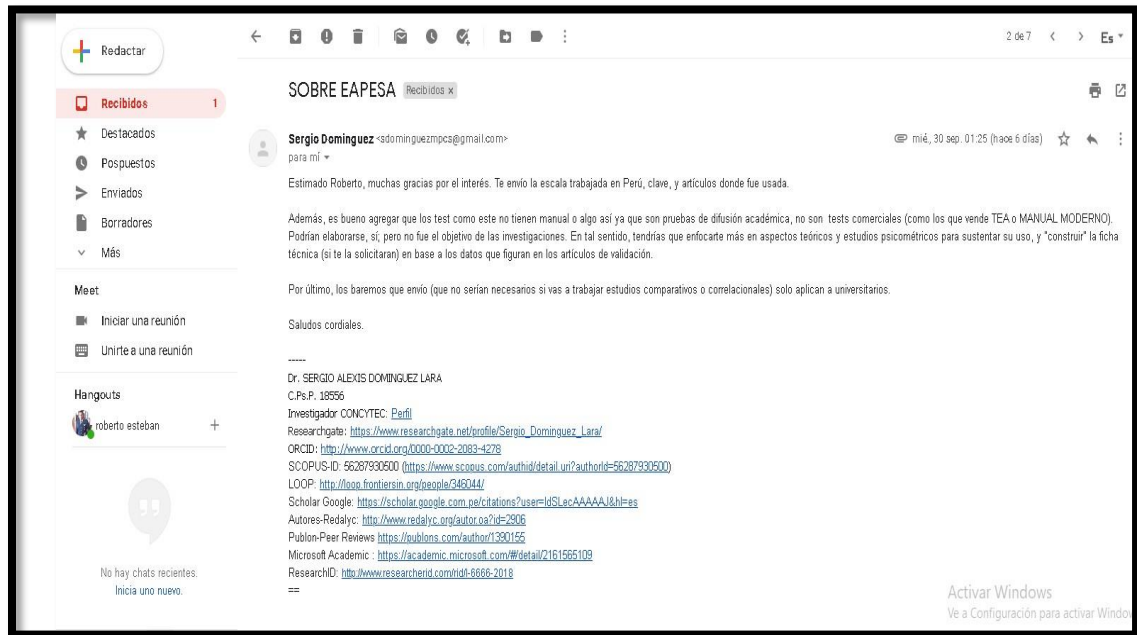 Redactar
2 de 7
Es
Recibidos 1
Destacados
Pospuestos
Enviados
Borradores
Más
Meet
Iniciar una reunión
Unirte a una reunión
Hangouts
roberto esteban
No hay chats recientes.
Inicia uno nuevo.
SOBRE EAPESA Recibidos x
Sergio Dominguez <sdominguezmpcs@gmail.com> mié, 30 sep. 01:25 (hace 6 días)
para mí
Estimado Roberto, muchas gracias por el interés. Te envío la escala trabajada en Perú, clave, y artículos donde fue usada.
Además, es bueno agregar que los test como este no tienen manual o algo así ya que son pruebas de difusión académica, no son tests comerciales (como los que vende TEA o MANUAL MODERNO).
Podrían elaborarse, sí; pero no fue el objetivo de las investigaciones. En tal sentido, tendrías que enfocarte más en aspectos teóricos y estudios psicométricos para sustentar su uso, y "construir" la ficha
técnica (si te la solicitaran) en base a los datos que figuran en los artículos de validación.
Por último, los baremos que envío (que no serían necesarios si vas a trabajar estudios comparativos o correlacionales) solo aplican a universitarios.
Saludos cordiales.
-----
Dr. SERGIO ALEXIS DOMINGUEZ LARA
C.Ps.P. 18556
Investigador CONCYTEC: Perfil
Researchgate: https://www.researchgate.net/profile/Sergio_Dominguez_Lara/
ORCID: http://www.orcid.org/0000-0002-2083-4278
SCOPUS-ID: 56287930500 (https://www.scopus.com/authid/detail.uri?authorId=56287930500)
LOOP: http://loop.frontiersin.org/people/346044/
Scholar Google: https://scholar.google.com.pe/citations?user=IdSLecAAAAAJ&hl=es
Autores-Redalyc: http://www.redalyc.org/autor.oa?id=2906
Publon-Peer Reviews https://publons.com/author/1390155
Microsoft Academic : https://academic.microsoft.com/#/detail/2161565109
ResearchID: http://www.researcherid.com/rid/I-6666-2018
==
Activar Windows
Ve a Configuración para activar Window